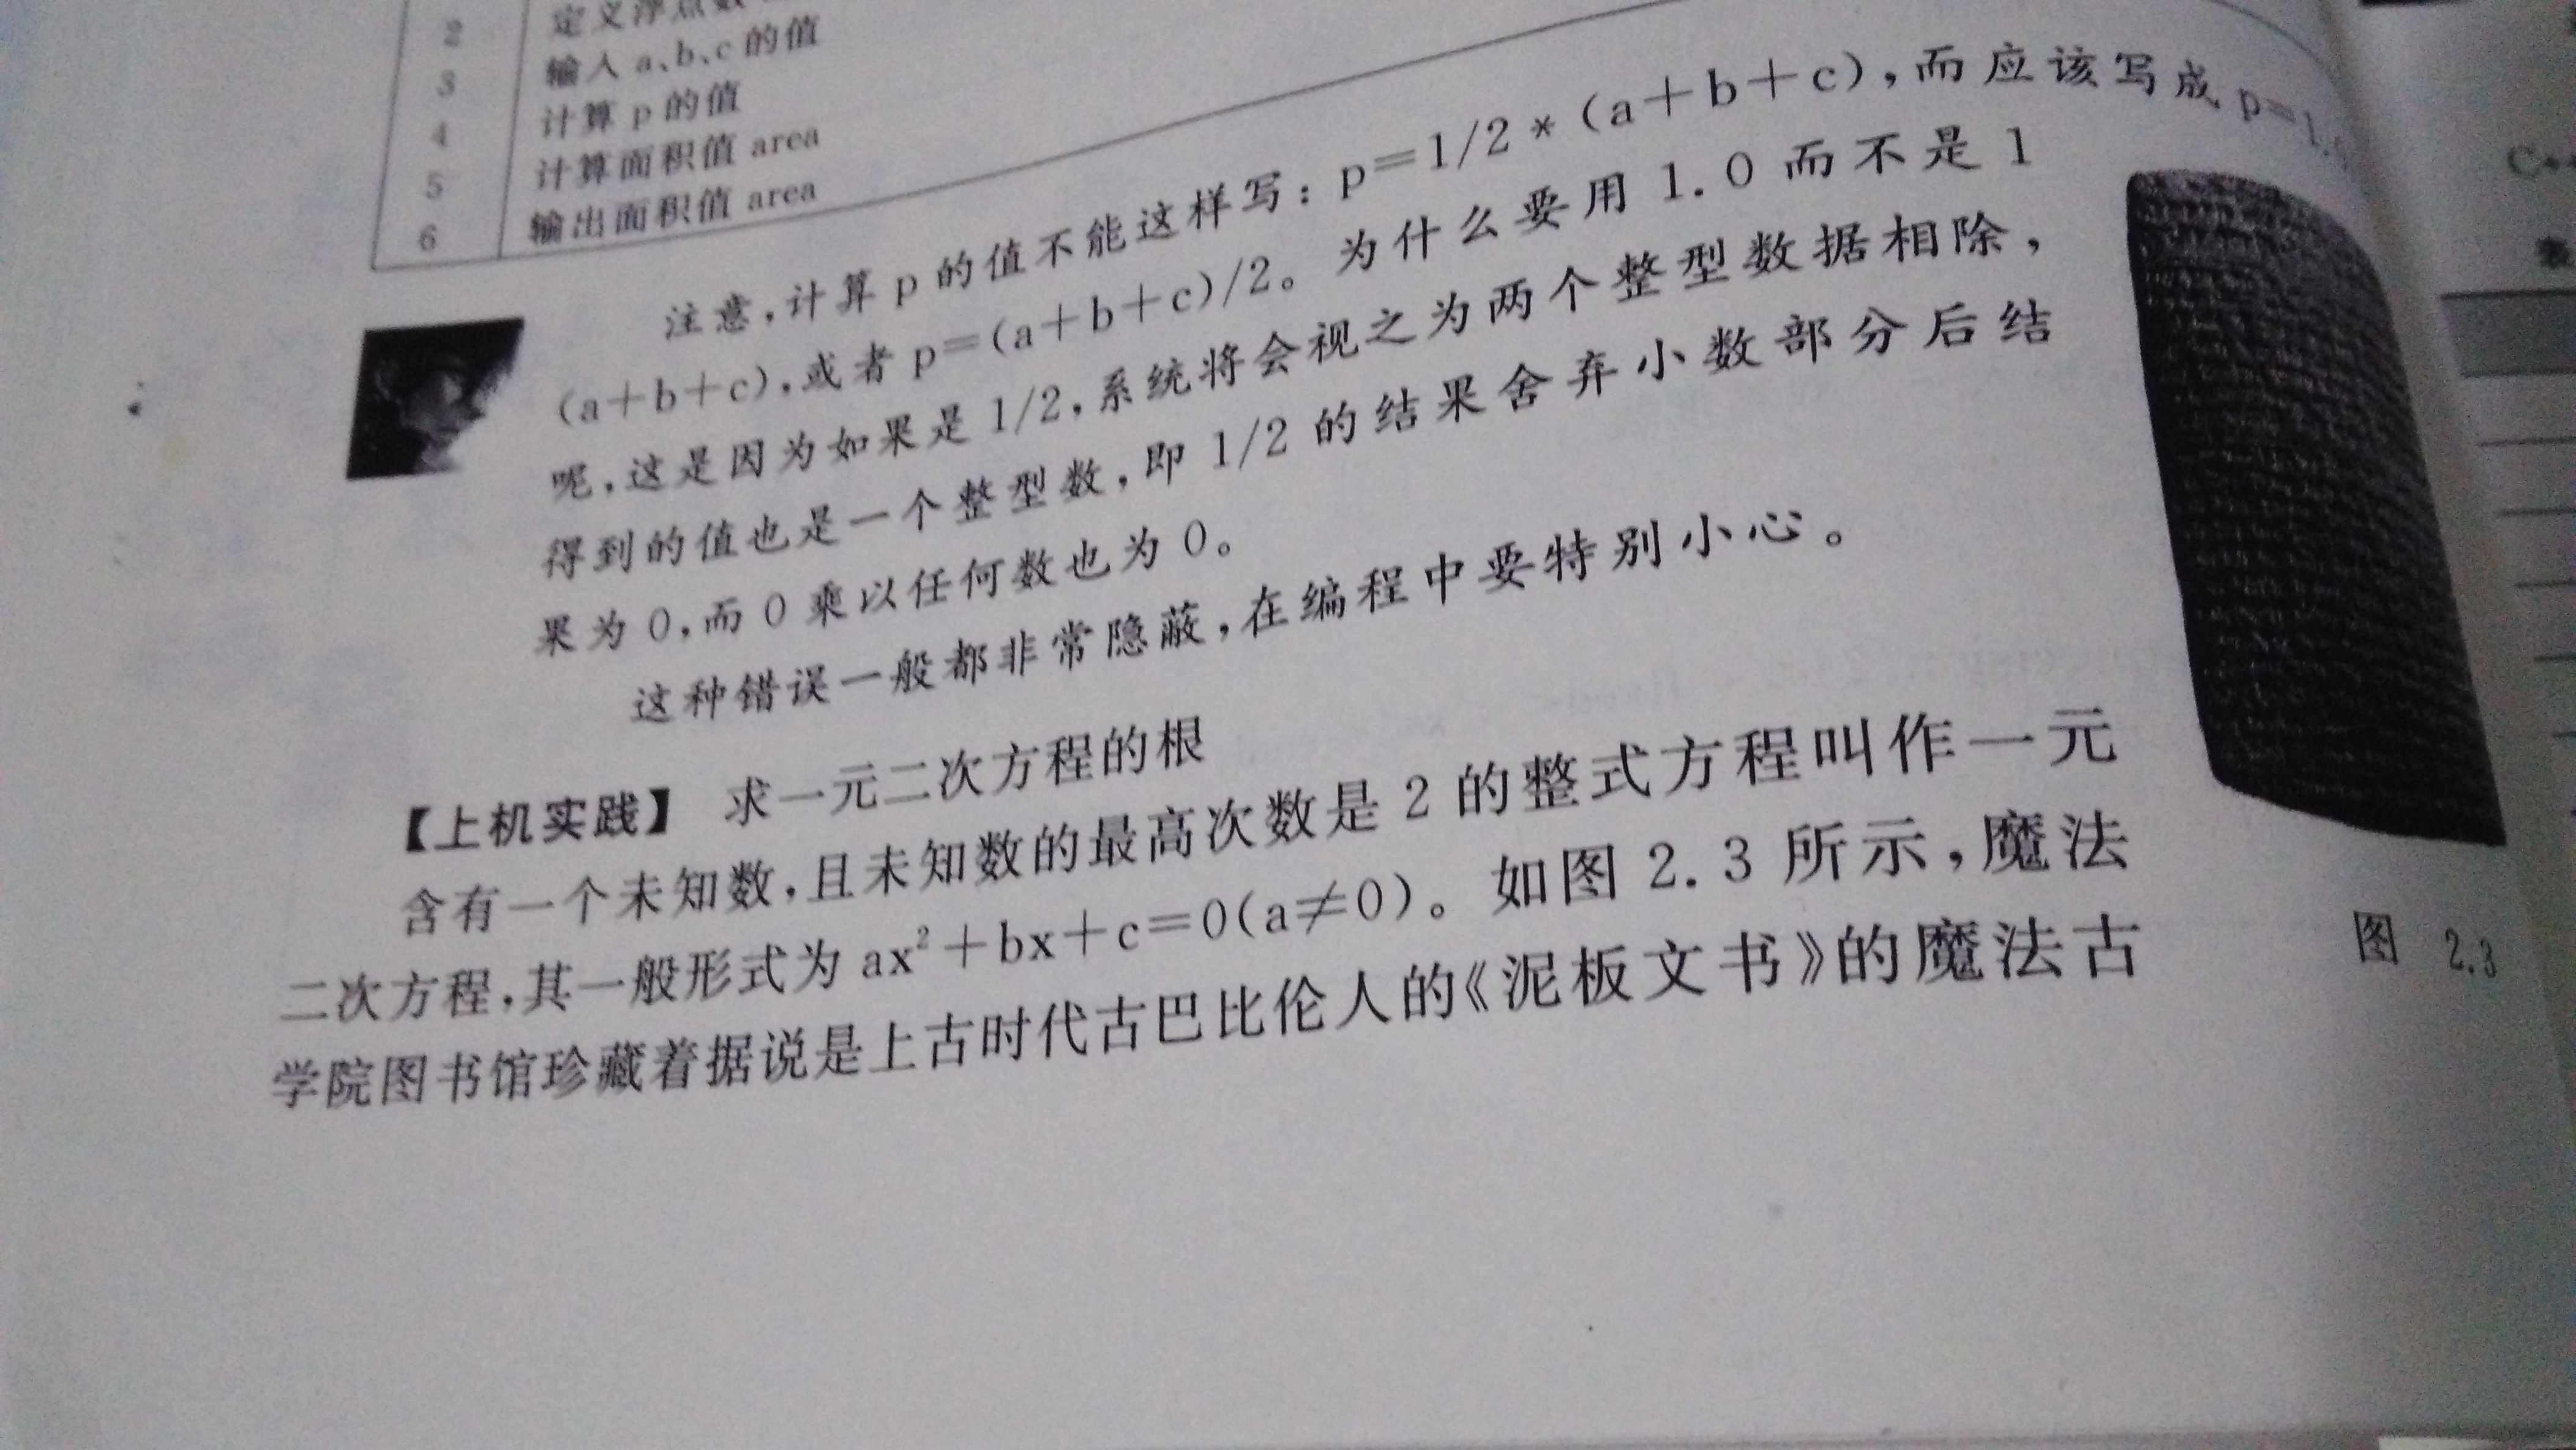 2 定义浮点数
3 输入 a、b、c 的值
4 计算 p 的值
5 计算面积值 area
6 输出面积值 area
注意,计算 p 的值不能这样写:p=1/2*(a+b+c),而应该写成 p=1.
(a+b+c),或者 p=(a+b+c)/2。为什么要用 1.0 而不是 1
呢,这是因为如果是 1/2,系统将会视之为两个整型数据相除,
得到的值也是一个整型数,即 1/2 的结果舍弃小数部分后结
果为 0,而 0 乘以任何数也为 0。
这种错误一般都非常隐蔽,在编程中要特别小心。
【上机实践】 求一元二次方程的根
含有一个未知数,且未知数的最高次数是 2 的整式方程叫作一元
二次方程,其一般形式为 ax²+bx+c=0(a≠0)。如图 2.3 所示,魔法
学院图书馆珍藏着据说是上古时代古巴比伦人的《泥板文书》的魔法古
图 2.3